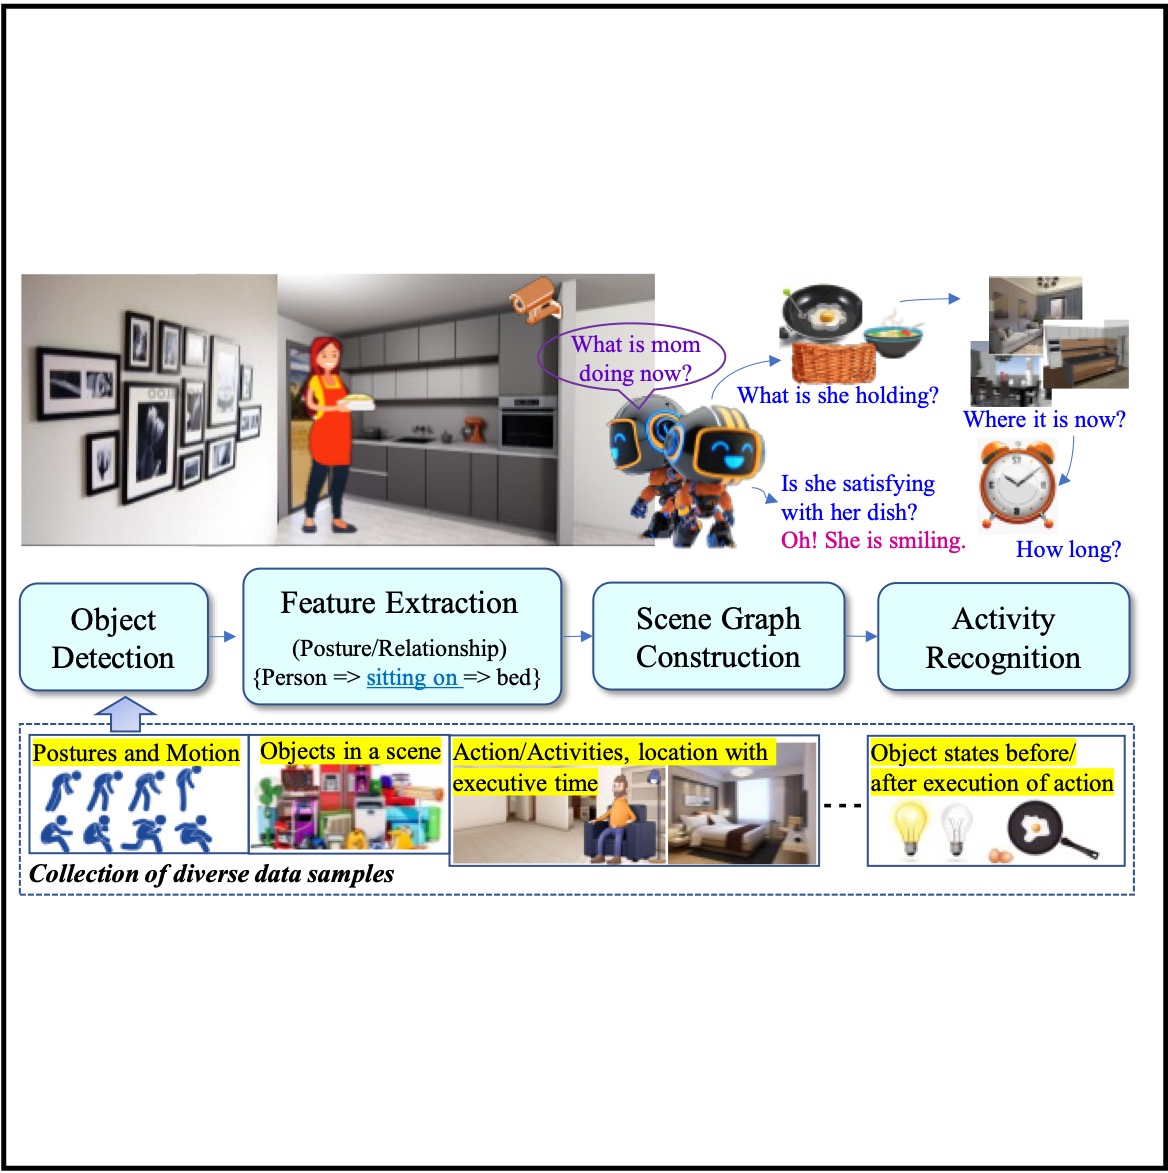 What is mom
doing now?
What is she holding?
Where it is now?
Is she satisfying
with her dish?
Oh! She is smiling.
How long?
Object
Detection
Feature Extraction
(Posture/Relationship)
{Person => sitting on => bed}
Scene Graph
Construction
Activity
Recognition
Postures and Motion
Objects in a scene
Action/Activities, location with
executive time
Object states before/
after execution of action
Collection of diverse data samples